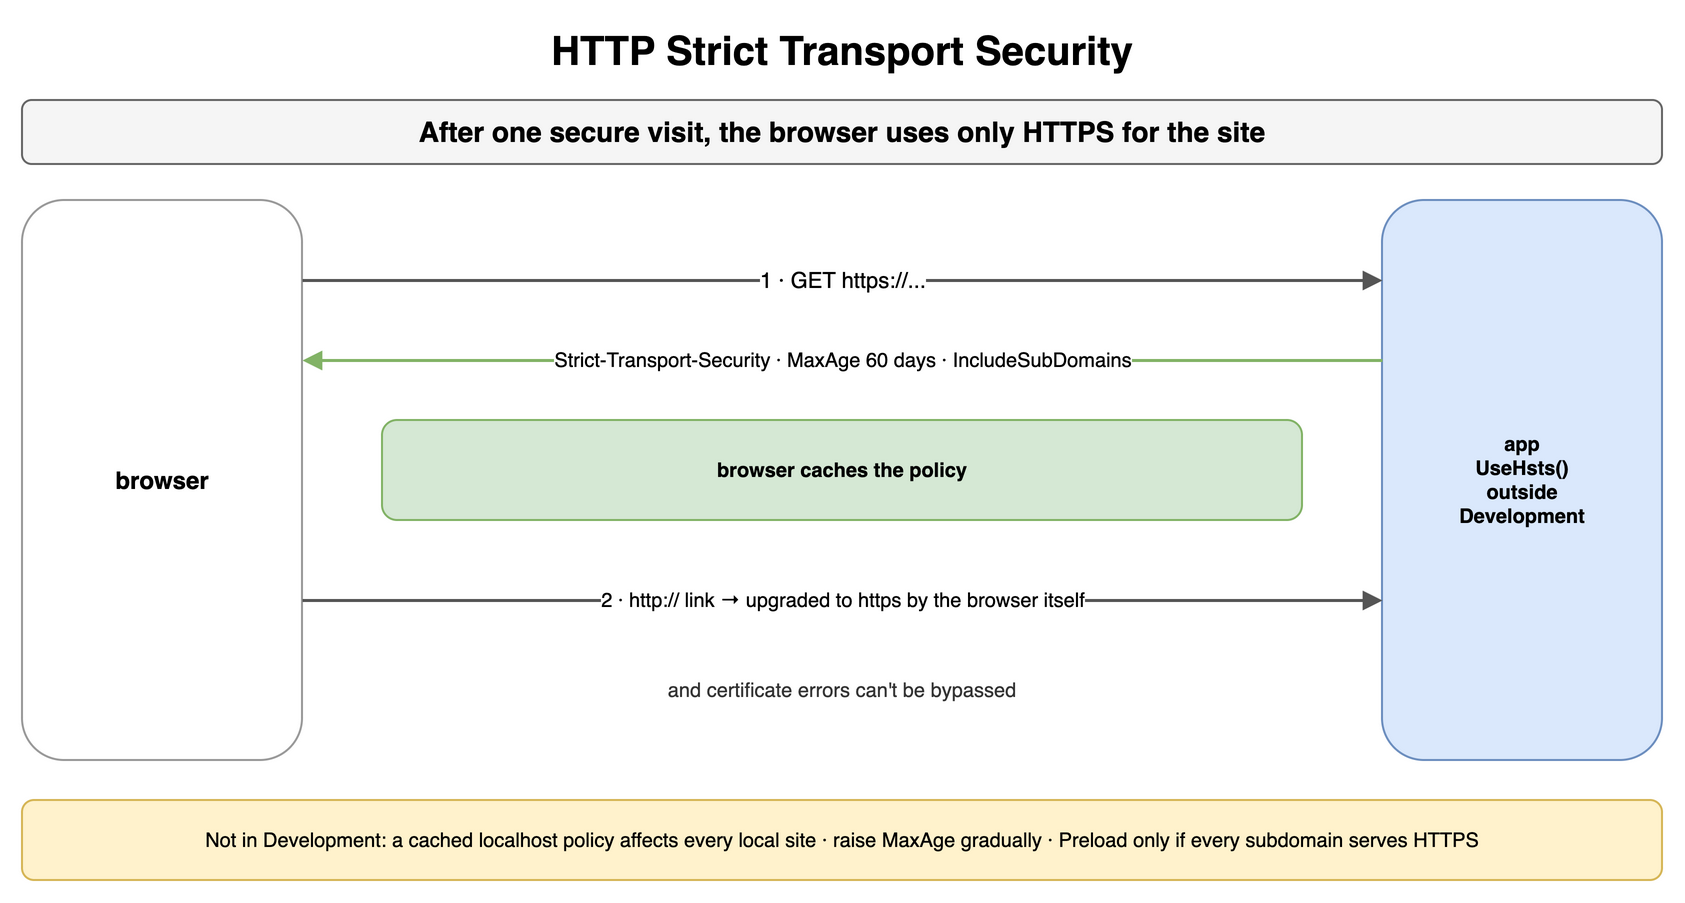 HTTP Strict Transport Security
After one secure visit, the browser uses only HTTPS for the site
1 · GET https://...
Strict-Transport-Security · MaxAge 60 days · IncludeSubDomains
browser caches the policy
browser
app
UseHsts()
outside
Development
2 · http:// link → upgraded to https by the browser itself
and certificate errors can't be bypassed
Not in Development: a cached localhost policy affects every local site · raise MaxAge gradually · Preload only if every subdomain serves HTTPS